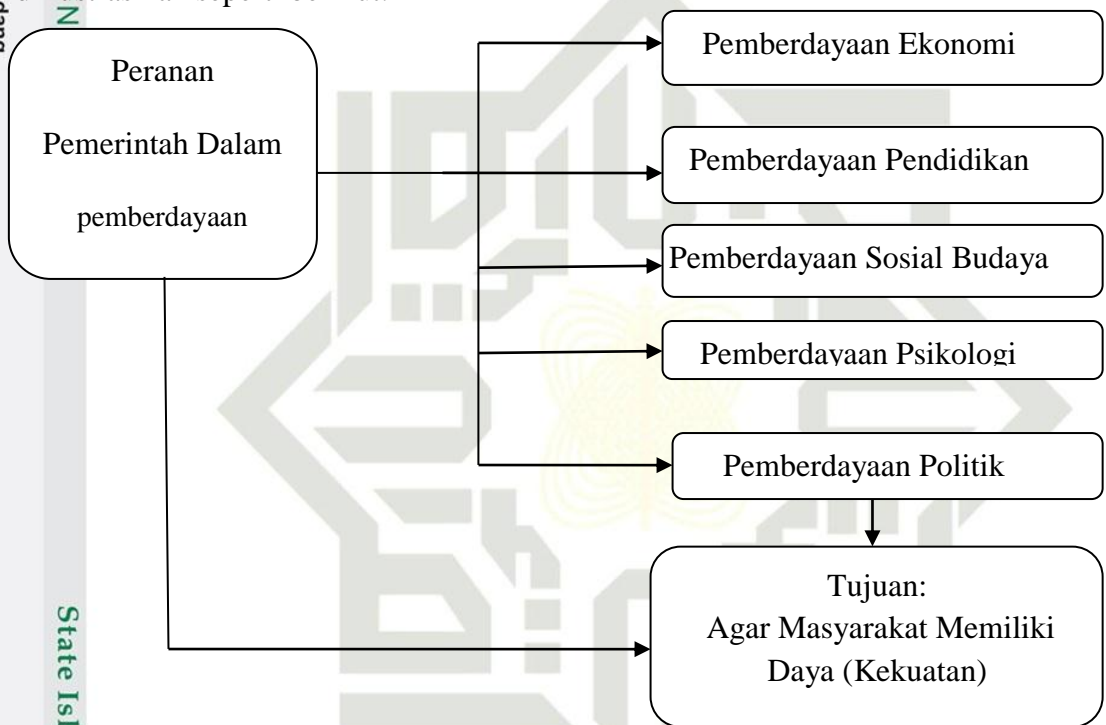 Peranan
Pemerintah Dalam
pemberdayaan
Pemberdayaan Ekonomi
Pemberdayaan Pendidikan
Pemberdayaan Sosial Budaya
Pemberdayaan Psikologi
Pemberdayaan Politik
Tujuan:
Agar Masyarakat Memiliki
Daya (Kekuatan)
State Isl